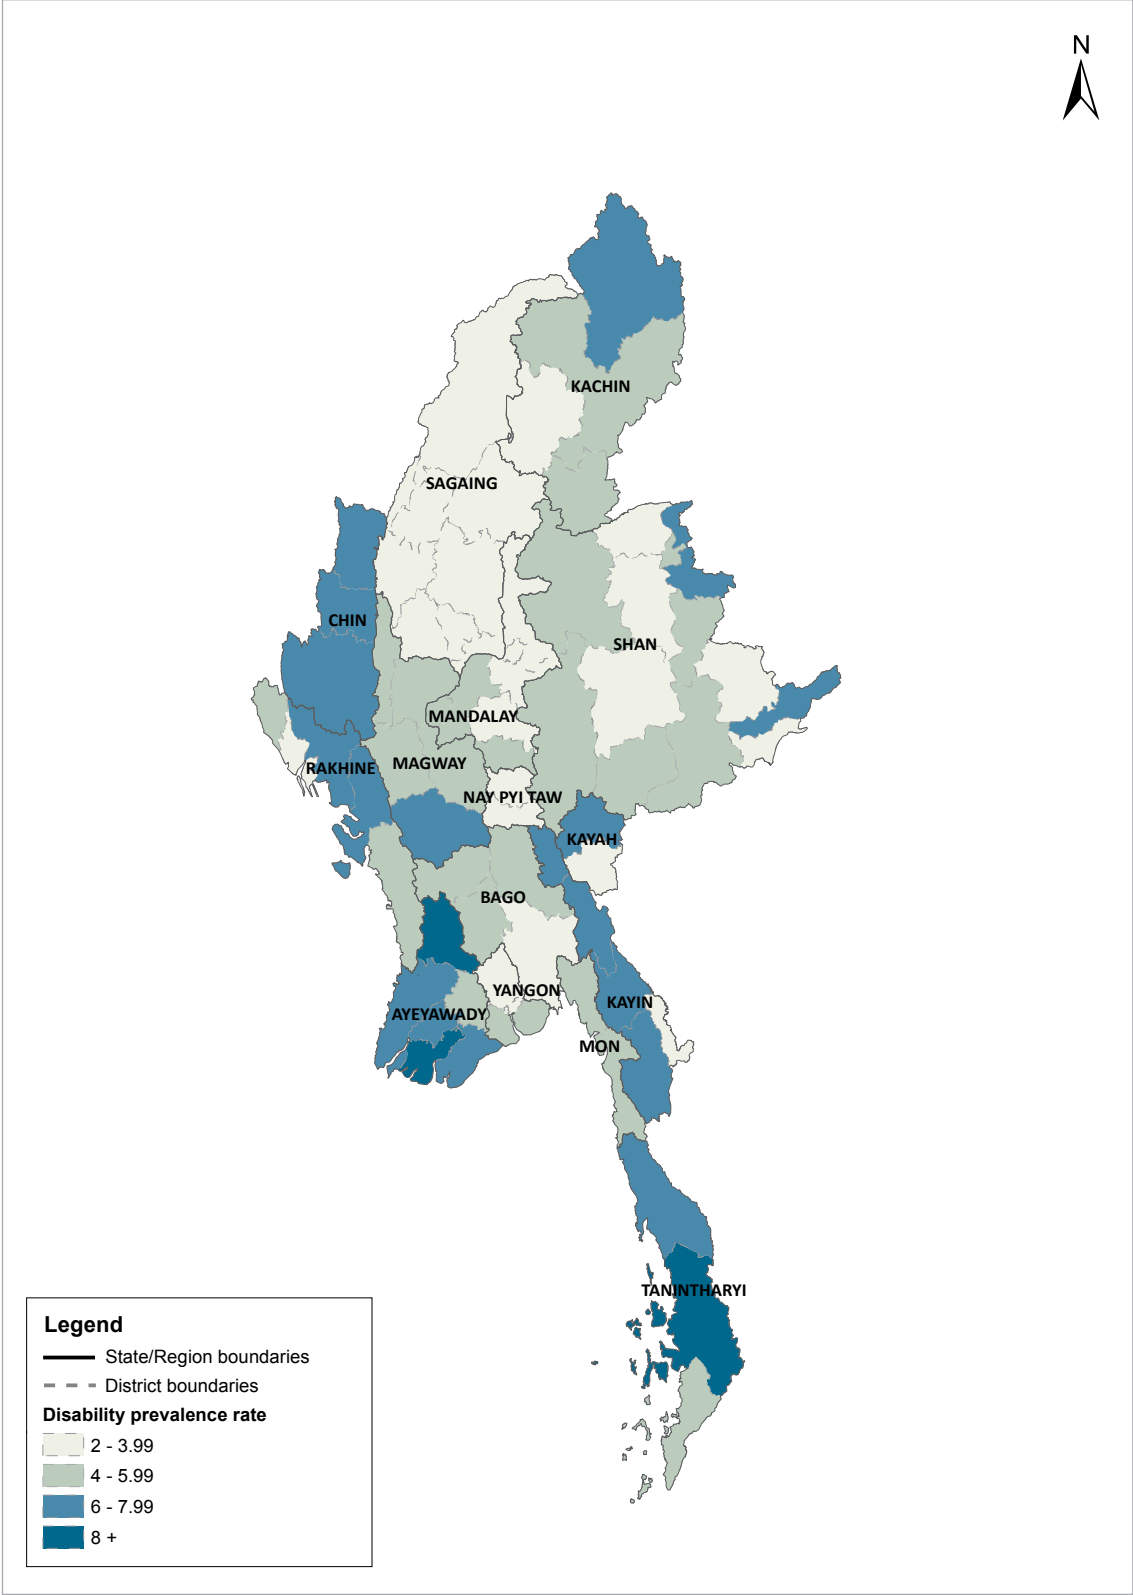 N
KACHIN
SAGAING
CHIN
SHAN
MANDALAY
MAGWAY
RAKHINE
NAY PYI TAW
KAYAH
BAGO
YANGON
KAYIN
AYEYAWADY
MON
TANINTHARYI
Legend
State/Region boundaries
District boundaries
Disability prevalence rate
2 - 3.99
4 - 5.99
6 - 7.99
8 +